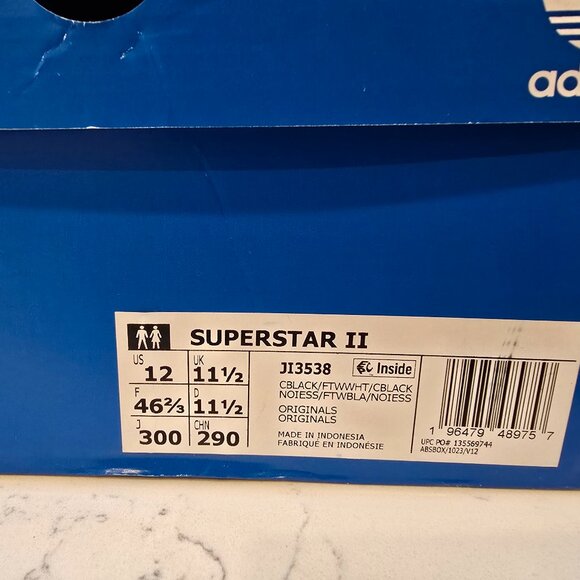 SUPERSTAR II
US 12 UK 11½
F 46⅔ D 11½
J 300 CHN 290
JI3538 Inside
CBLACK/FTWWHT/CBLACK
NOIESS/FTWBLA/NOIESS
ORIGINALS
ORIGINALS
MADE IN INDONESIA
FABRIQUÉ EN INDONÉSIE
1 96479 48975 7
UPC PO# 135569744
ABSBOX/1023/V12